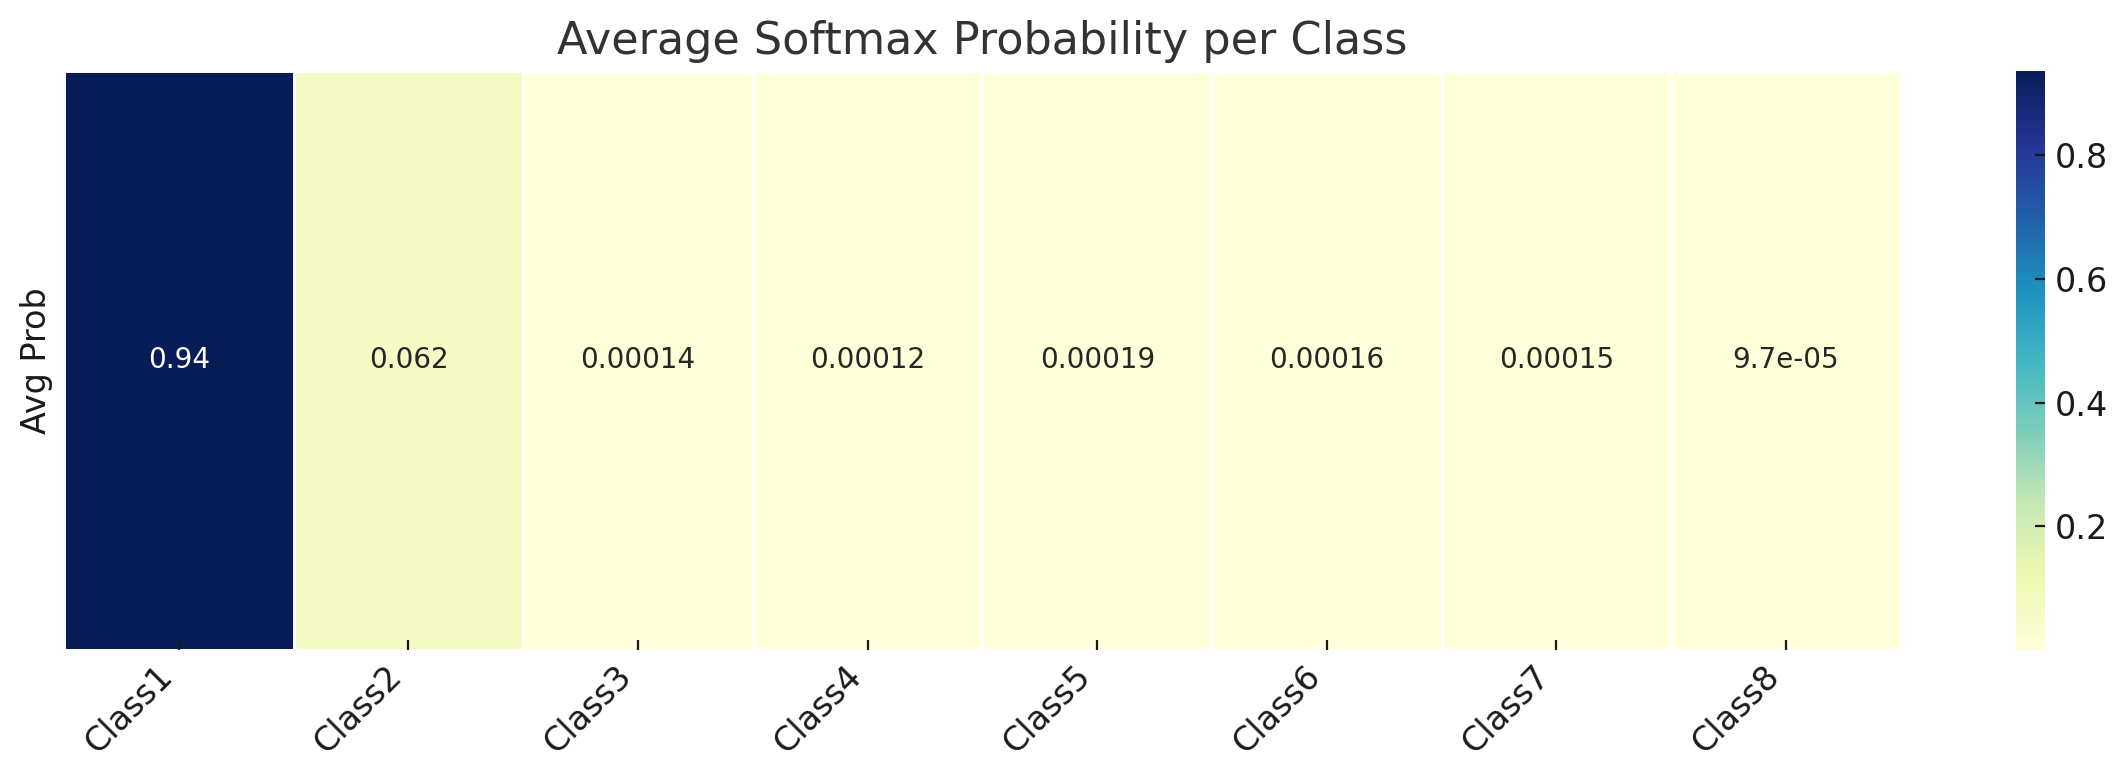 Average Softmax Probability per Class
Avg Prob
0.94
0.062
0.00014
0.00012
0.00019
0.00016
0.00015
9.7e-05
Class1
Class2
Class3
Class4
Class5
Class6
Class7
Class8
0.8
0.6
0.4
0.2